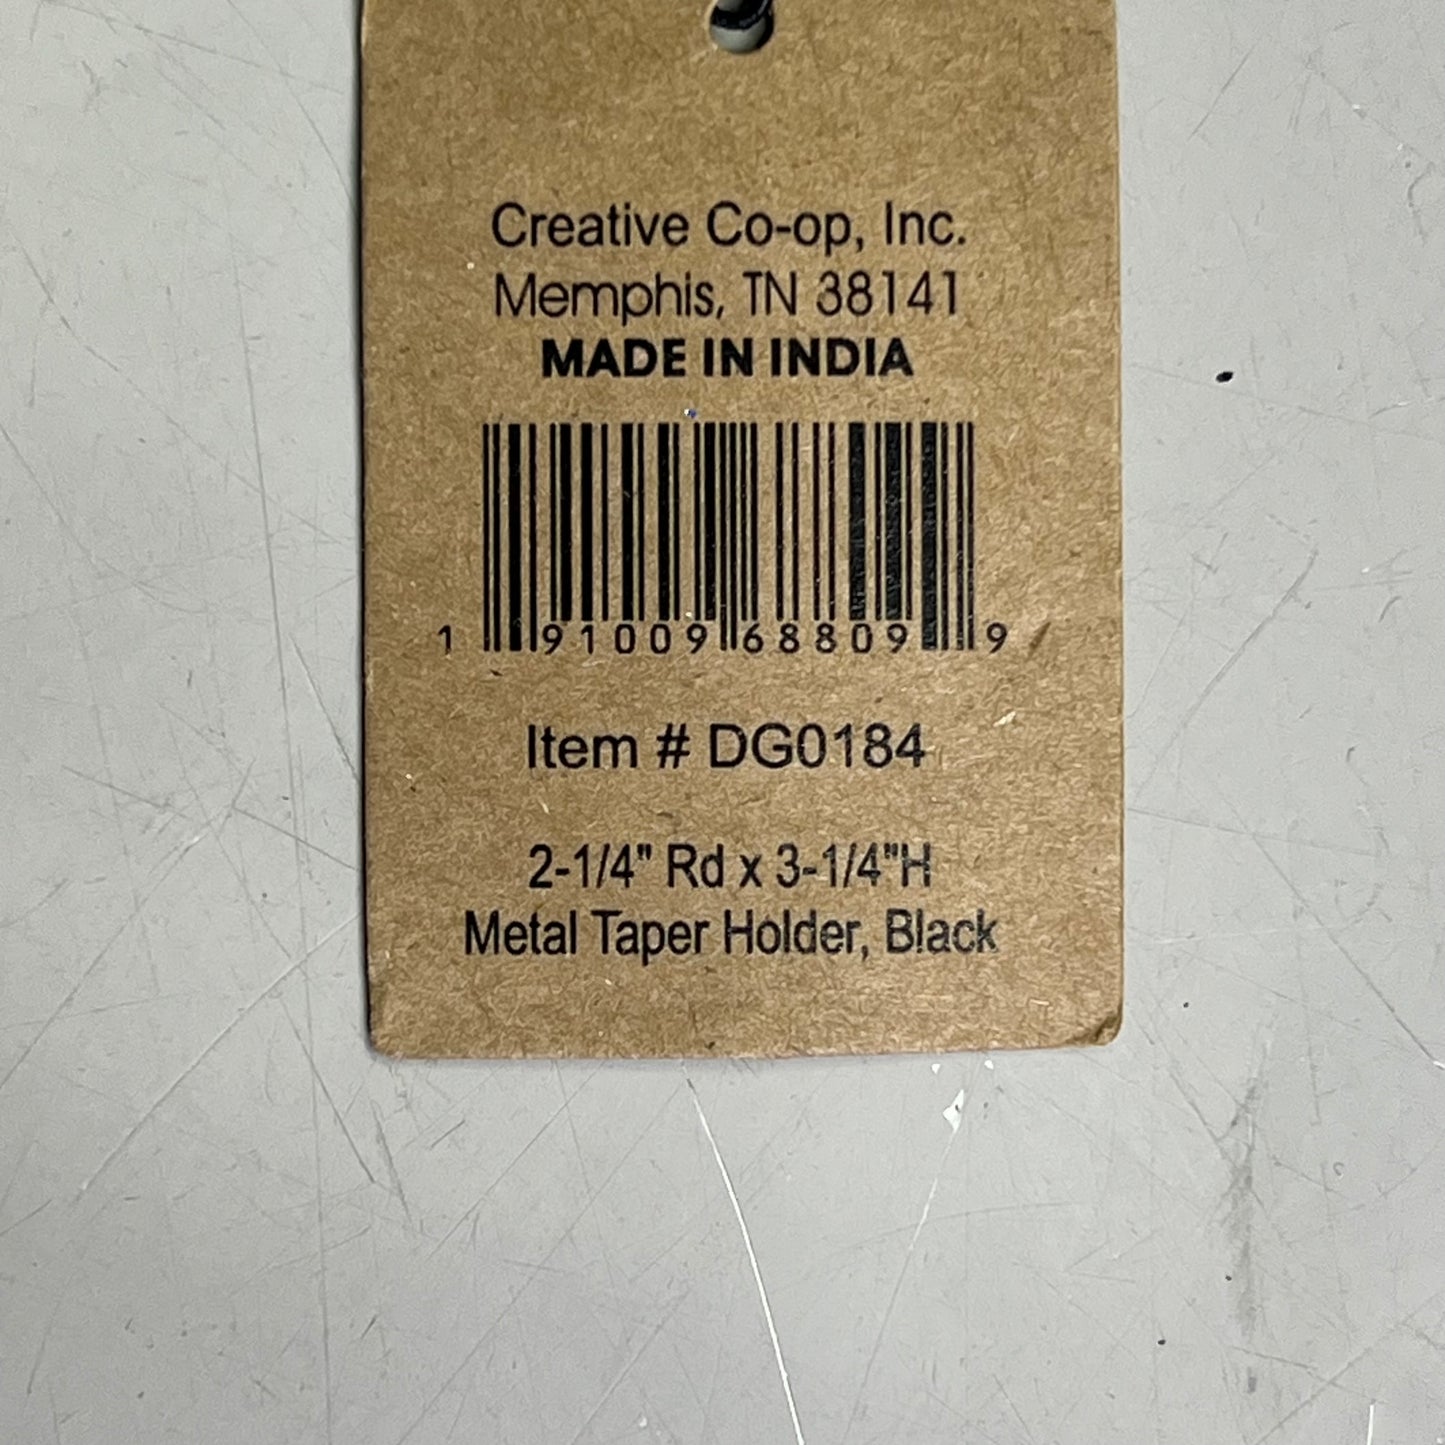 Creative Co-op, Inc.
Memphis, TN 38141
MADE IN INDIA
1 91009 68809 9
Item # DG0184
2-1/4" Rd x 3-1/4"H
Metal Taper Holder, Black